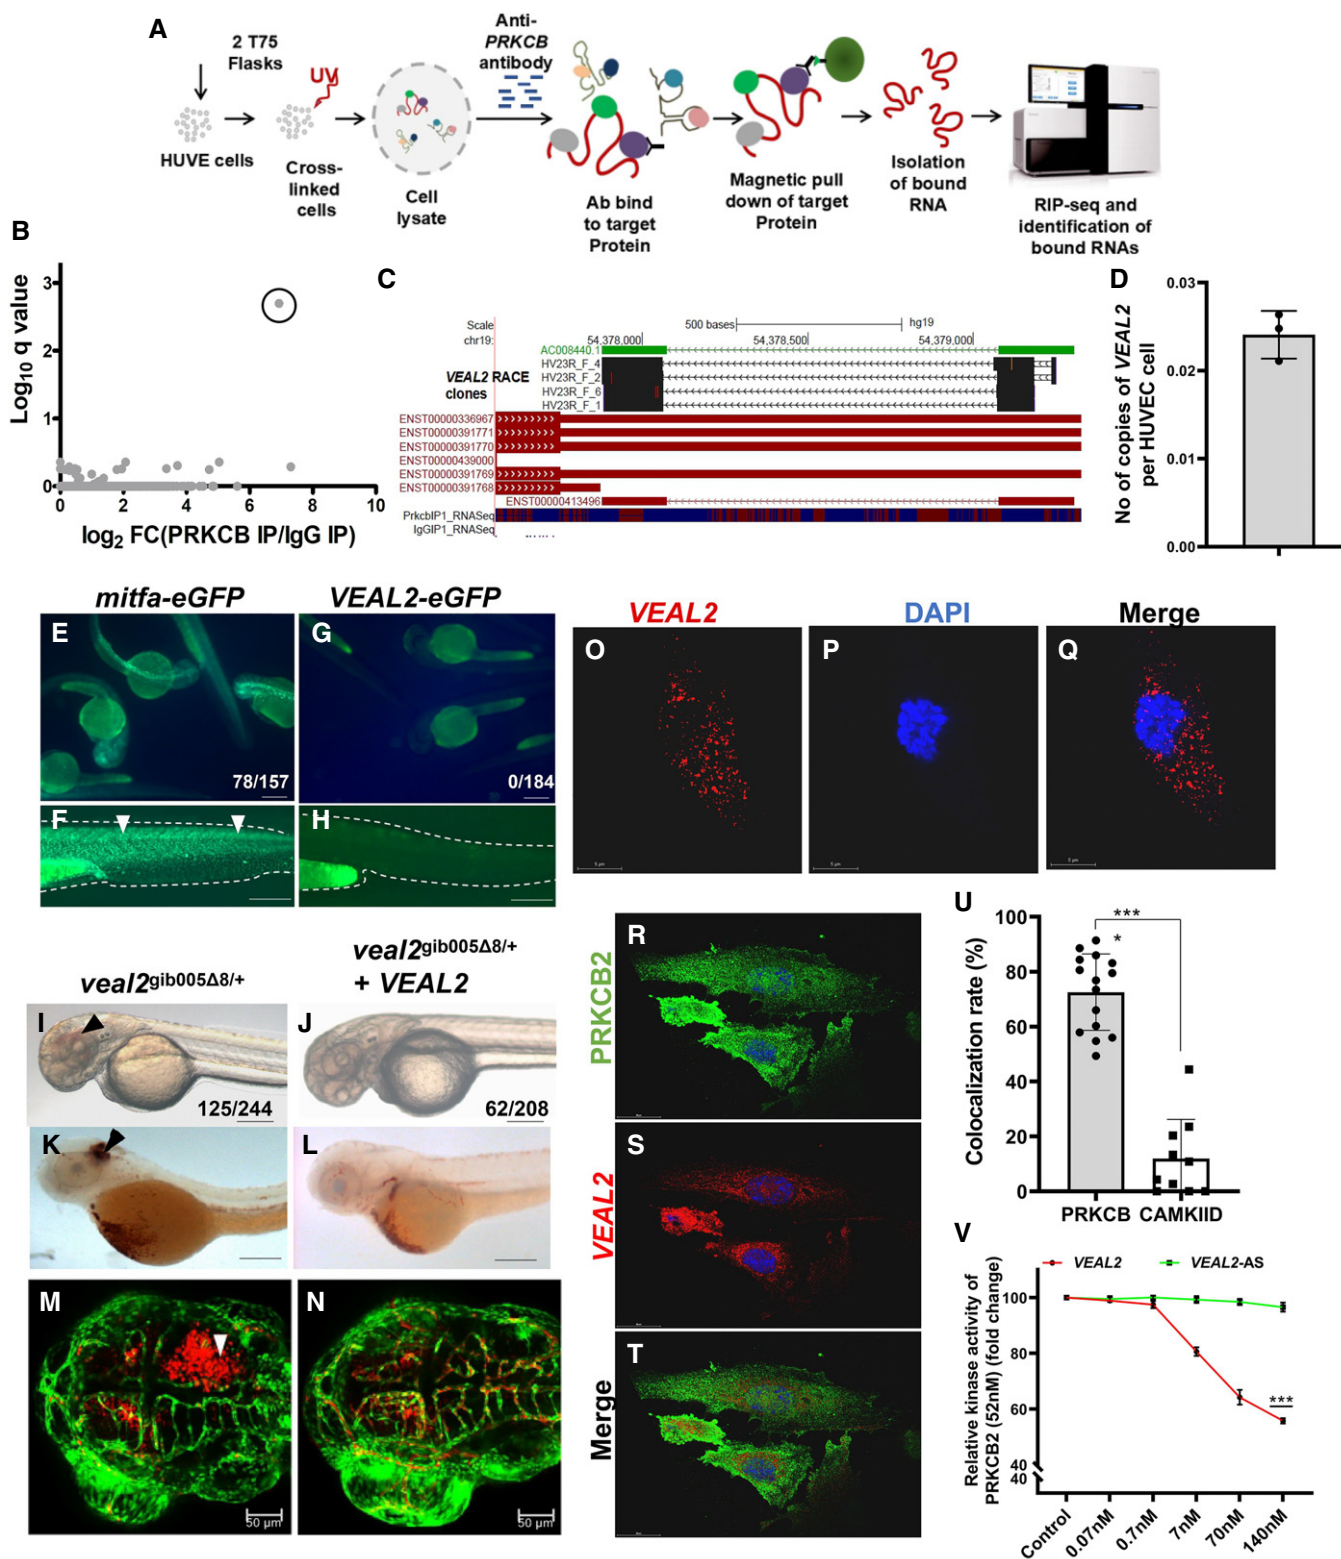 A
2 T75
Flasks
UV
Anti-
PRKCB
antibody
HUVE cells
Cross-
linked
cells
Cell
lysate
Ab bind
to target
Protein
Magnetic pull
down of target
Protein
Isolation
of bound
RNA
RIP-seq and
identification of
bound RNAs
B
Log10 q value
3
2
1
0
0 2 4 6 8 10
log2 FC(PRKCB IP/IgG IP)
C
Scale
500 bases
hg19
chr19:
54,378,000
54,378,500
54,379,000
AC008440.1
VEAL2 RACE
clones
HV23R_F_4
HV23R_F_2
HV23R_F_6
HV23R_F_1
ENST00000336967
ENST00000391771
ENST00000391770
ENST00000439000
ENST00000391769
ENST00000391768
ENST00000413496
PrkcbIP1_RNASeq
IgGIP1_RNASeq
D
No of copies of VEAL2
per HUVEC cell
0.03
0.02
0.01
0.00
mitfa-eGFP
VEAL2-eGFP
E
78/157
G
0/184
F
H
VEAL2
DAPI
Merge
O
5 µm
P
5 µm
Q
5 µm
veal2gib005Δ8/+
veal2gib005Δ8/+
+ VEAL2
I
125/244
J
62/208
K
L
M
50 µm
N
50 µm
PRKCB2
R
VEAL2
S
Merge
T
U
Colocalization rate (%)
100
80
60
40
20
0
***
*
PRKCB CAMKIID
V
VEAL2
VEAL2-AS
Relative kinase activity of
PRKCB2 (52nM) (fold change)
100
80
60
40
40
***
Control
0.07nM
0.7nM
7nM
70nM
140nM